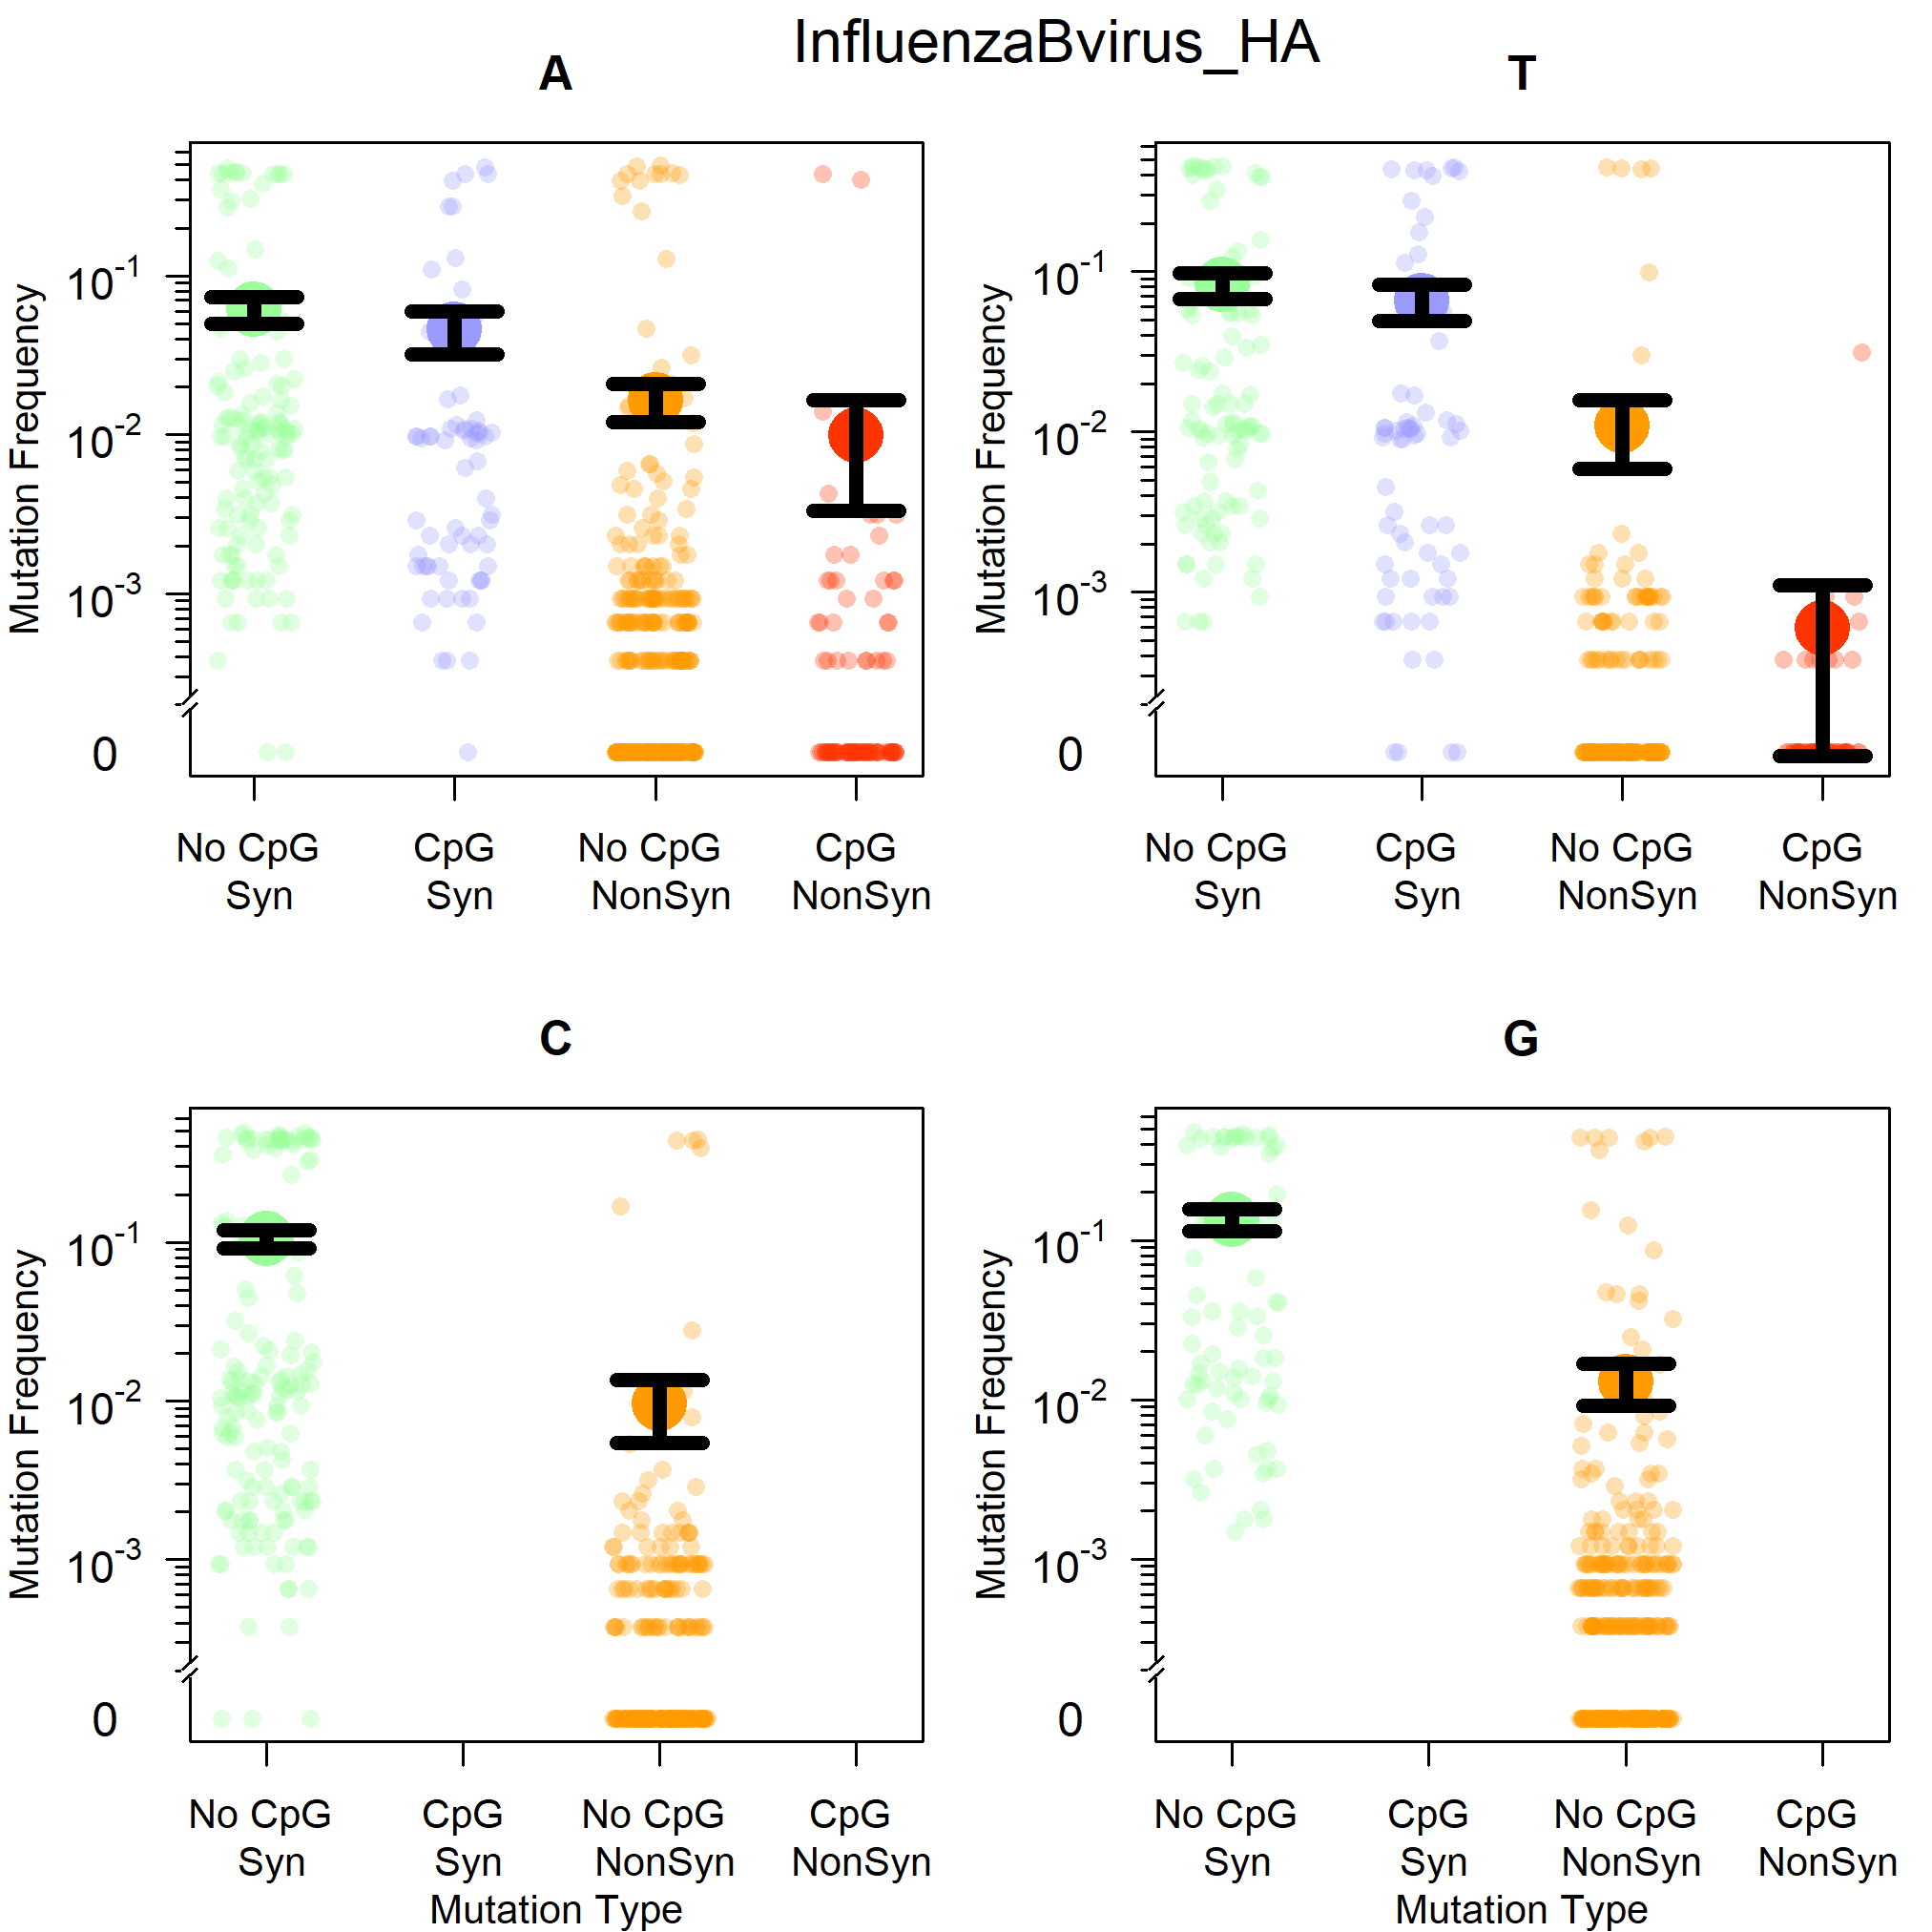 InfluenzaBvirus_HA
A
Mutation Frequency
10-1
10-2
10-3
0
No CpG Syn
CpG Syn
No CpG NonSyn
CpG NonSyn
T
Mutation Frequency
10-1
10-2
10-3
0
No CpG Syn
CpG Syn
No CpG NonSyn
CpG NonSyn
C
Mutation Frequency
10-1
10-2
10-3
0
No CpG Syn
CpG Syn
No CpG NonSyn
CpG NonSyn
Mutation Type
G
Mutation Frequency
10-1
10-2
10-3
0
No CpG Syn
CpG Syn
No CpG NonSyn
CpG NonSyn
Mutation Type